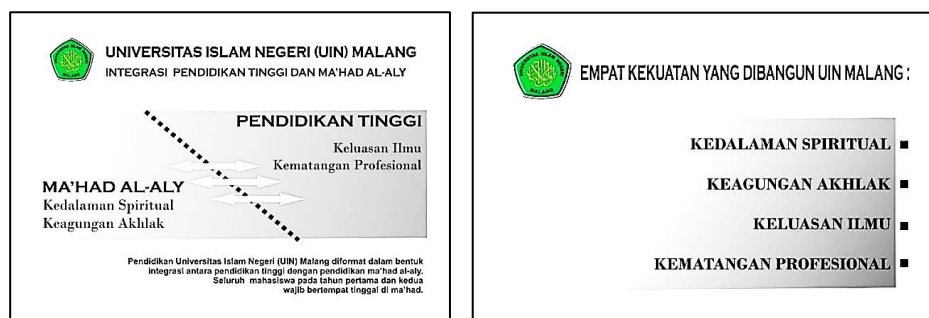 UNIVERSITAS ISLAM NEGERI (UIN) MALANG
INTEGRASI PENDIDIKAN TINGGI DAN MA'HAD AL-ALY
PENDIDIKAN TINGGI
Keluasan Ilmu
Kematangan Profesional
MA'HAD AL-ALY
Kedalaman Spiritual
Keagungan Akhlak
Pendidikan Universitas Islam Negeri (UIN) Malang diformat dalam bentuk
integrasi antara pendidikan tinggi dengan pendidikan ma'had al-aly.
Seluruh mahasiswa pada tahun pertama dan kedua
wajib bertempat tinggal di ma'had.
EMPAT KEKUATAN YANG DIBANGUN UIN MALANG :
KEDALAMAN SPIRITUAL
KEAGUNGAN AKHLAK
KELUASAN ILMU
KEMATANGAN PROFESIONAL